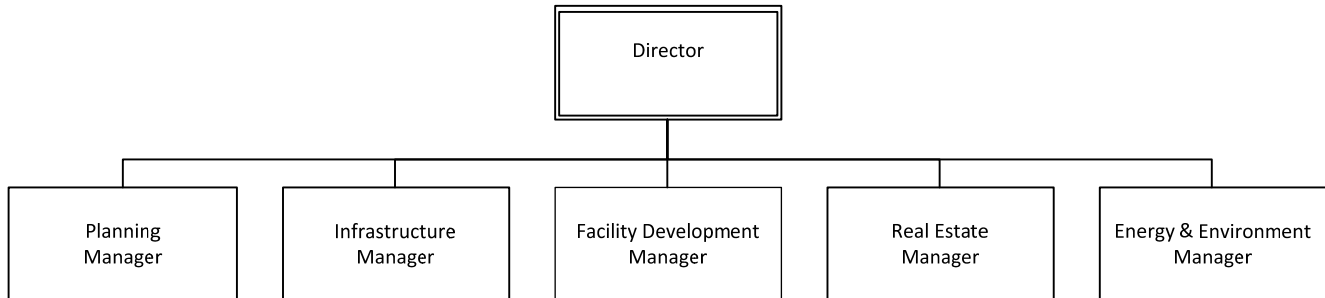 Director
Planning
Manager
Infrastructure
Manager
Facility Development
Manager
Real Estate
Manager
Energy & Environment
Manager